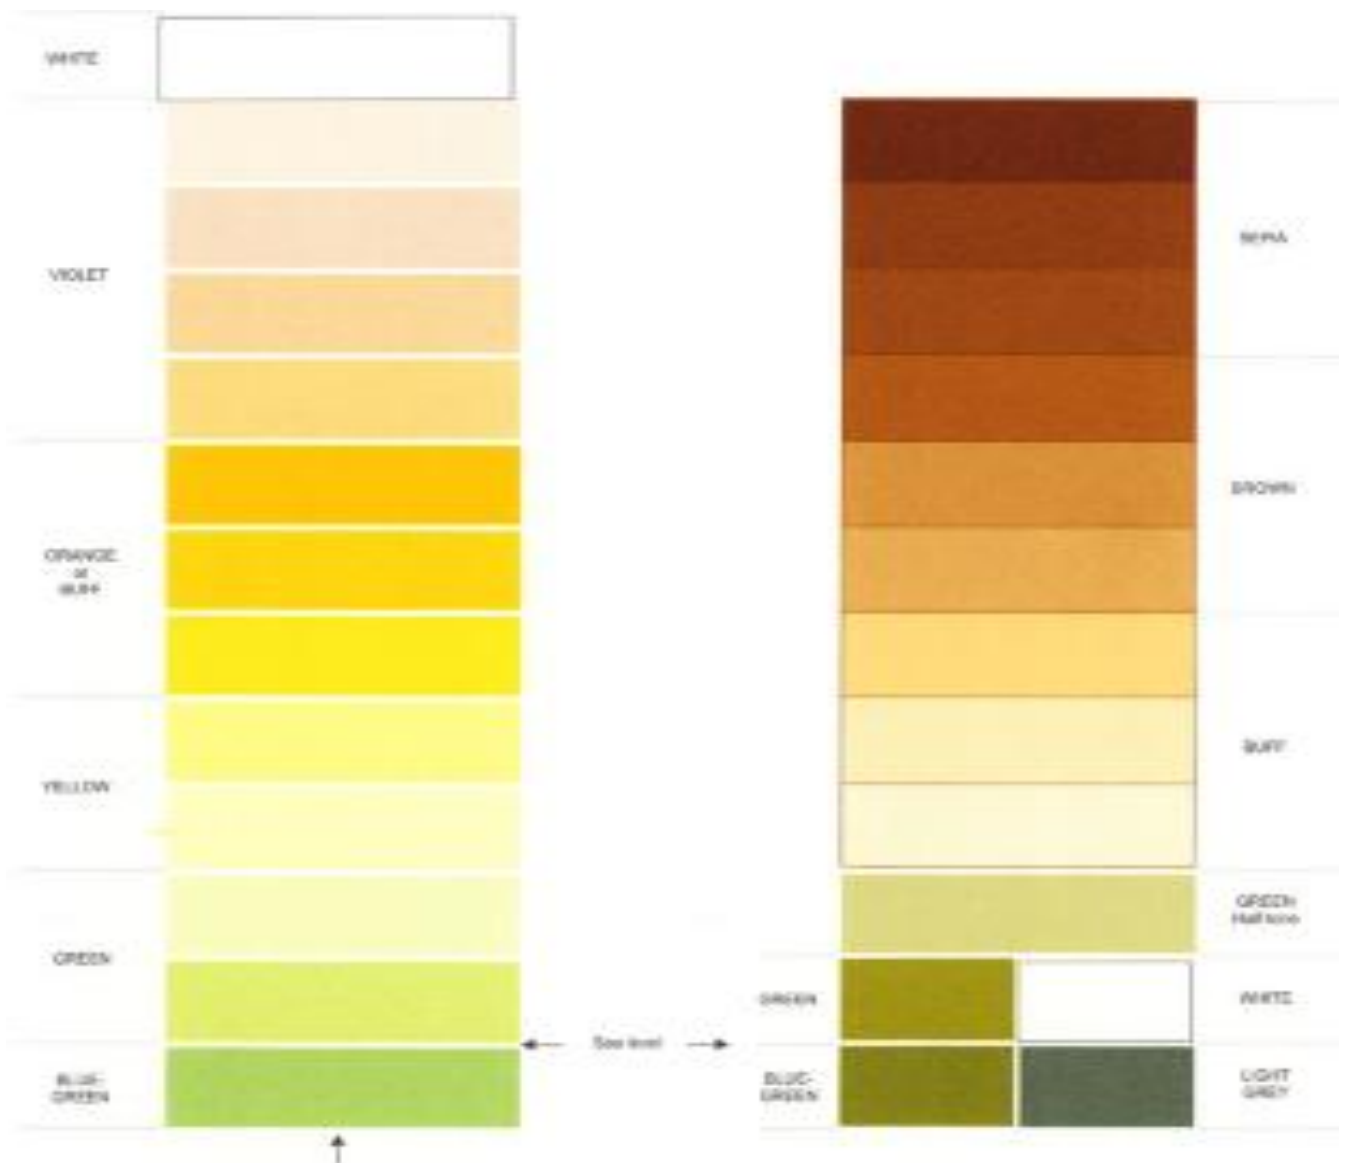 WHITE
VIOLET
ORANGE
or
BUFF
YELLOW
GREEN
BLUE-
GREEN
Sea level
SEPIA
BROWN
BUFF
GREEN
Half-tone
GREEN
WHITE
BLUE-
GREEN
LIGHT
GREY